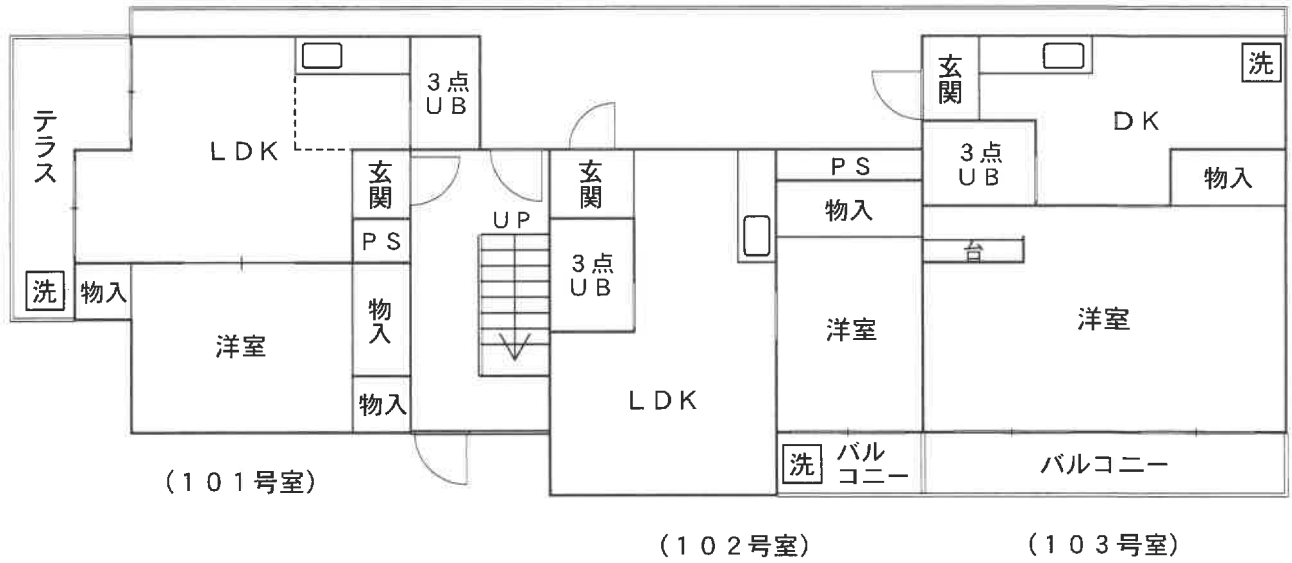 テラス
LDK
3点
UB
玄関
PS
洗
物入
物入
洋室
物入
(101号室)
UP
玄関
3点
UB
LDK
PS
物入
洋室
洗
バル
コニー
(102号室)
玄関
洗
DK
3点
UB
物入
台
洋室
バルコニー
(103号室)